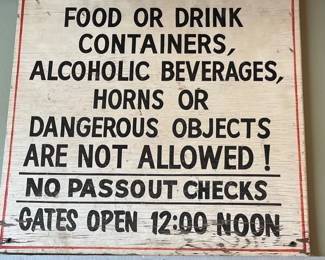 FOOD OR DRINK
CONTAINERS,
ALCOHOLIC BEVERAGES,
HORNS OR
DANGEROUS OBJECTS
ARE NOT ALLOWED!
NO PASSOUT CHECKS
GATES OPEN 12:00 NOON